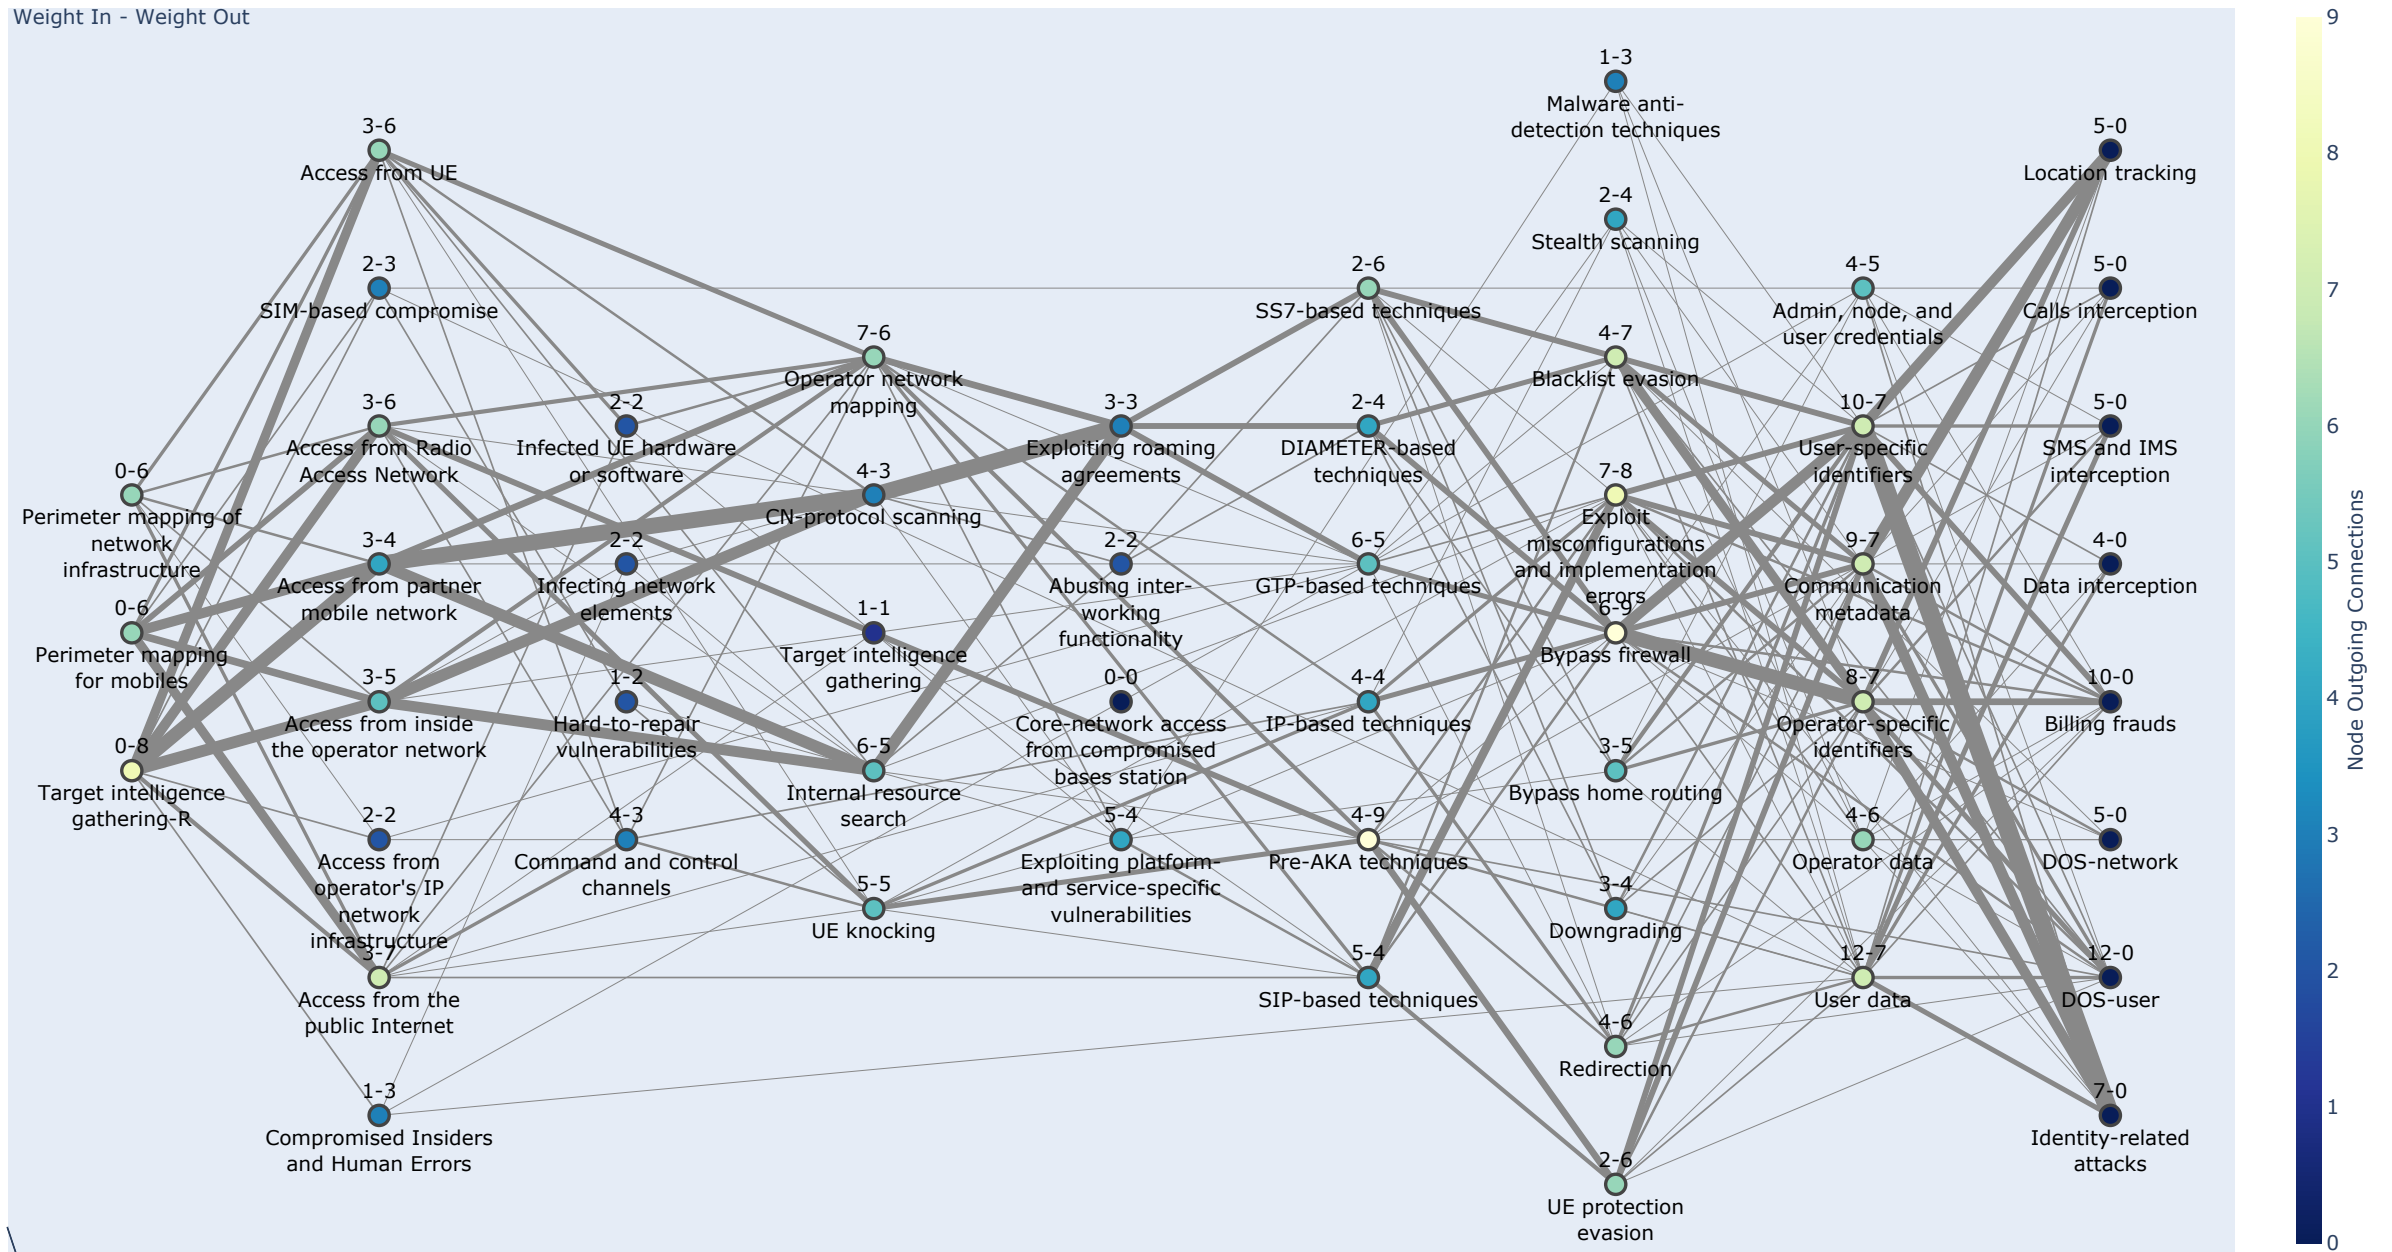 Weight In - Weight Out
0-6
Perimeter mapping of
network
infrastructure
0-6
Perimeter mapping
for mobiles
0-8
Target intelligence
gathering-R
3-6
Access from UE
2-3
SIM-based compromise
3-6
Access from Radio
Access Network
3-4
Access from partner
mobile network
3-5
Access from inside
the operator network
2-2
Access from
operator's IP
network
infrastructure
3-7
Access from the
public Internet
1-3
Compromised Insiders
and Human Errors
2-2
Infected UE hardware
or software
2-2
Infecting network
elements
1-2
Hard-to-repair
vulnerabilities
4-3
Command and control
channels
7-6
Operator network
mapping
4-3
CN-protocol scanning
1-1
Target intelligence
gathering
6-5
Internal resource
search
5-5
UE knocking
3-3
Exploiting roaming
agreements
2-2
Abusing inter-
working
functionality
0-0
Core-network access
from compromised
bases station
5-4
Exploiting platform-
and service-specific
vulnerabilities
2-6
SS7-based techniques
2-4
DIAMETER-based
techniques
6-5
GTP-based techniques
4-4
IP-based techniques
4-9
Pre-AKA techniques
5-4
SIP-based techniques
1-3
Malware anti-
detection techniques
2-4
Stealth scanning
4-7
Blacklist evasion
7-8
Exploit
misconfigurations
and implementation
errors
6-9
Bypass firewall
3-5
Bypass home routing
3-4
Downgrading
4-6
Redirection
2-6
UE protection
evasion
4-5
Admin, node, and
user credentials
10-7
User-specific
identifiers
9-7
Communication
metadata
8-7
Operator-specific
identifiers
4-6
Operator data
12-7
User data
5-0
Location tracking
5-0
Calls interception
5-0
SMS and IMS
interception
4-0
Data interception
10-0
Billing frauds
5-0
DOS-network
12-0
DOS-user
7-0
Identity-related
attacks
9
8
7
6
5
4
3
2
1
0
Node Outgoing Connections